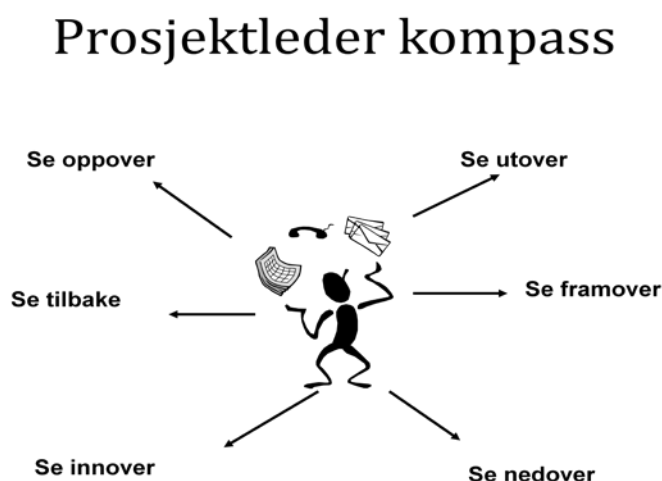 Prosjektleder kompass
Se oppover
Se utover
Se tilbake
Se framover
Se innover
Se nedover